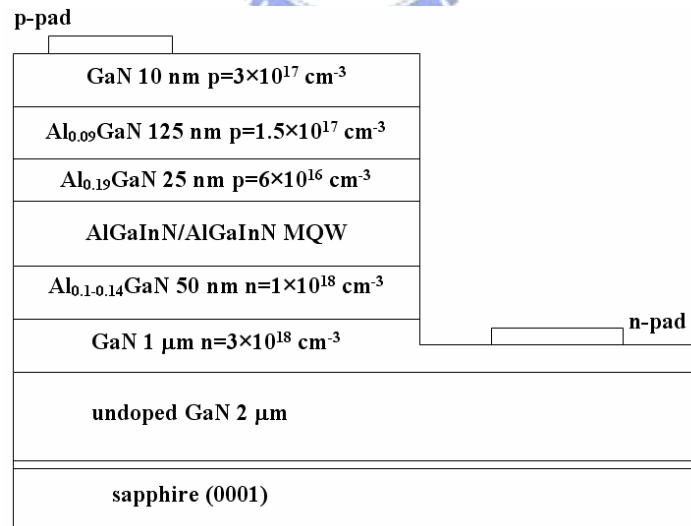 p-pad
GaN 10 nm p=3×10¹⁷ cm⁻³
Al₀.₀₉GaN 125 nm p=1.5×10¹⁷ cm⁻³
Al₀.₁₉GaN 25 nm p=6×10¹⁶ cm⁻³
AlGaInN/AlGaInN MQW
Al₀.₁₋₀.₁₄GaN 50 nm n=1×10¹⁸ cm⁻³
n-pad
GaN 1 μm n=3×10¹⁸ cm⁻³
undoped GaN 2 μm
sapphire (0001)